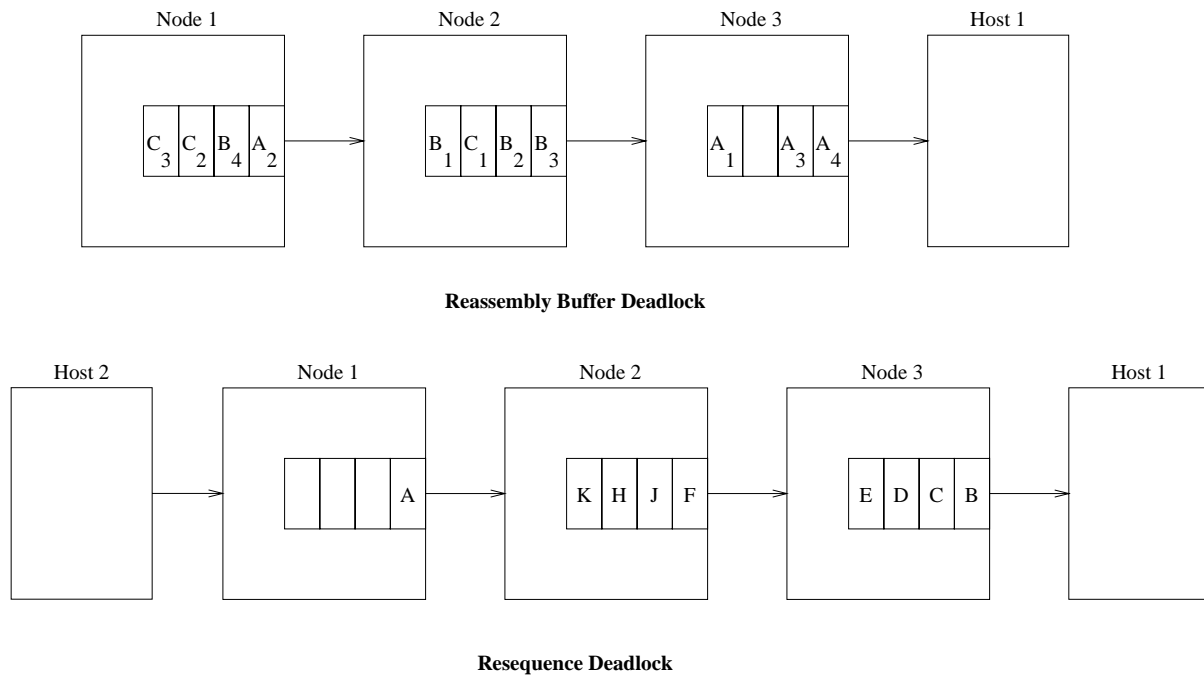 Node 1 Node 2 Node 3 Host 1
C3 C2 B4 A2 B1 C1 B2 B3 A1 A3 A4
Reassembly Buffer Deadlock
Host 2 Node 1 Node 2 Node 3 Host 1
A K H J F E D C B
Resequence Deadlock